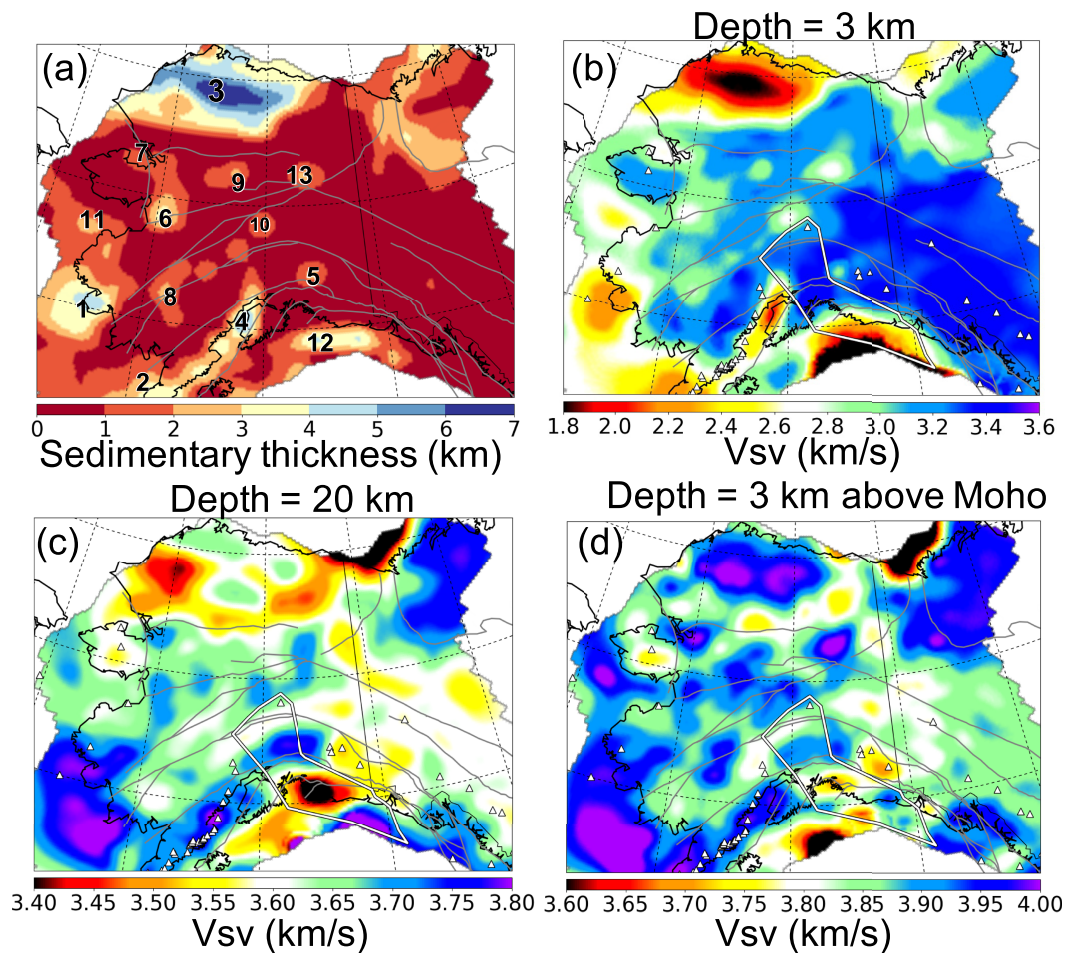 Depth = 3 km
(a)
(b)
3
7
9
13
11
6
10
5
8
1
4
12
2
0 1 2 3 4 5 6 7
Sedimentary thickness (km)
1.8 2.0 2.2 2.4 2.6 2.8 3.0 3.2 3.4 3.6
Vsv (km/s)
Depth = 20 km
Depth = 3 km above Moho
(c)
(d)
3.40 3.45 3.50 3.55 3.60 3.65 3.70 3.75 3.80
Vsv (km/s)
3.60 3.65 3.70 3.75 3.80 3.85 3.90 3.95 4.00
Vsv (km/s)